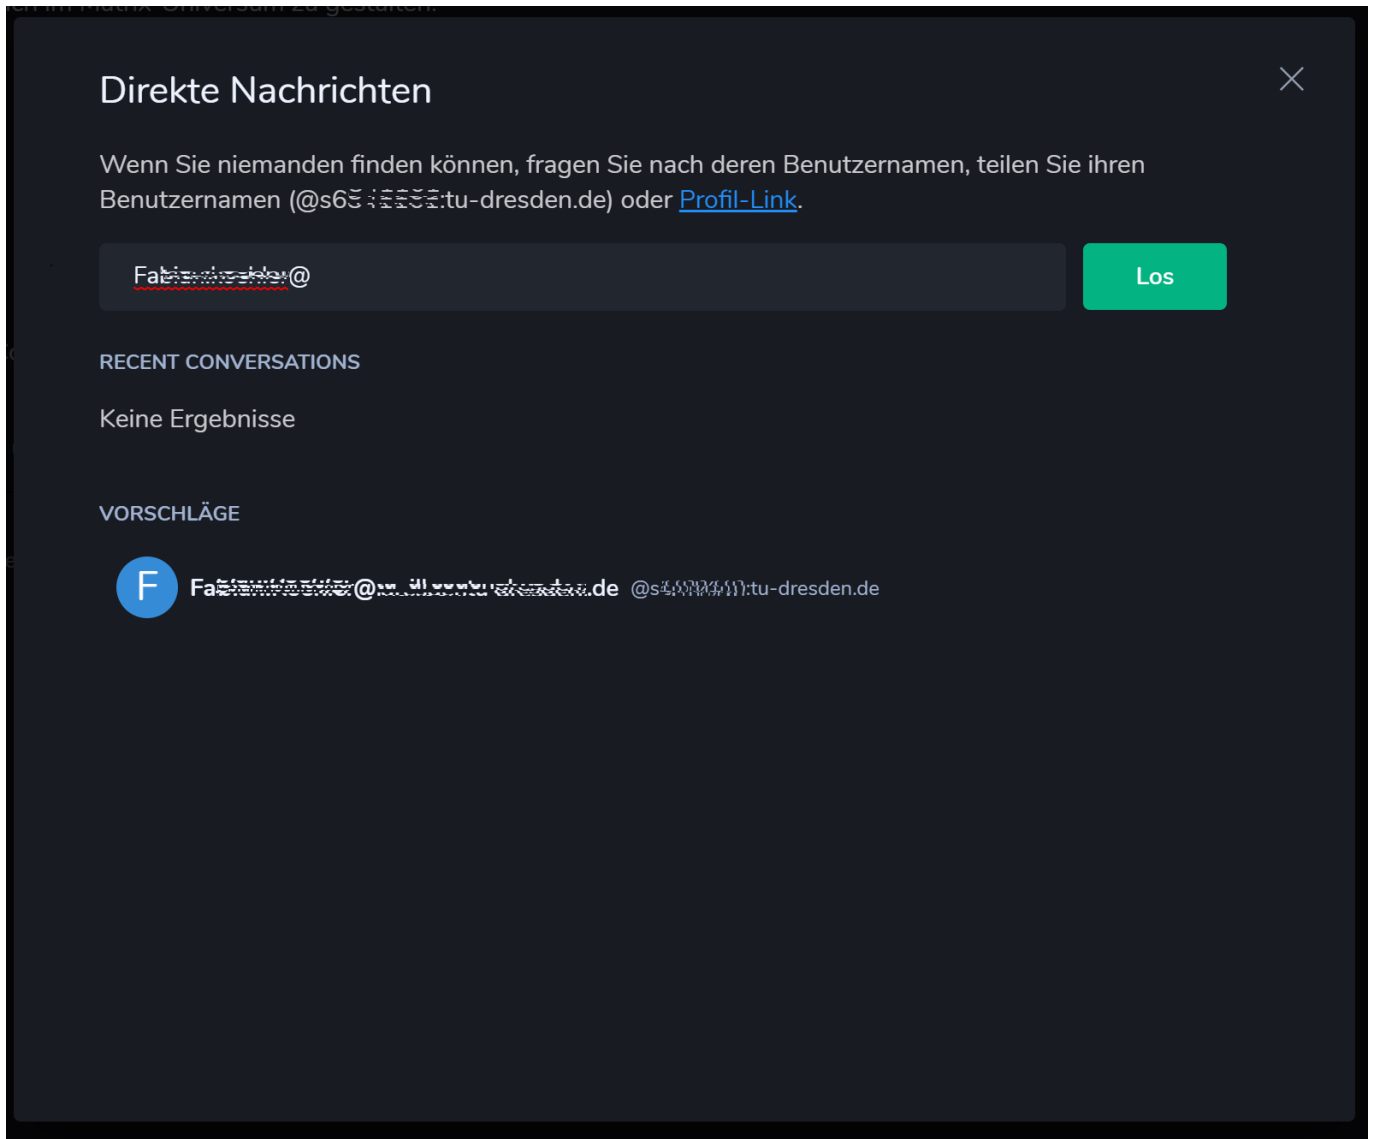 Direkte Nachrichten
Wenn Sie niemanden finden können, fragen Sie nach deren Benutzernamen, teilen Sie ihren
Benutzernamen (@s6 :tu-dresden.de) oder Profil-Link.
Los
RECENT CONVERSATIONS
Keine Ergebnisse
VORSCHLÄGE
F
.de :tu-dresden.de